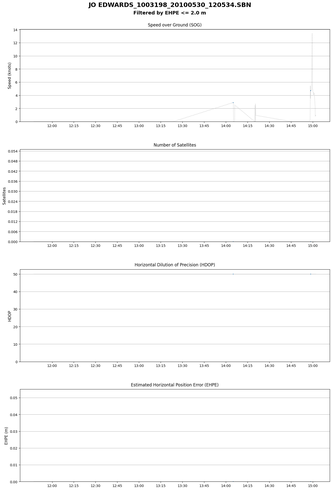 JO EDWARDS_1003198_20100530_120534.SBN
Filtered by EHPE <= 2.0 m
Speed over Ground (SOG)
14
12
10
8
6
4
2
0
Speed (knots)
12:00 12:15 12:30 12:45 13:00 13:15 13:30 13:45 14:00 14:15 14:30 14:45 15:00
Number of Satellites
0.054
0.048
0.042
0.036
0.030
0.024
0.018
0.012
0.006
0.000
Satellites
12:00 12:15 12:30 12:45 13:00 13:15 13:30 13:45 14:00 14:15 14:30 14:45 15:00
Horizontal Dilution of Precision (HDOP)
50
40
30
20
10
0
HDOP
12:00 12:15 12:30 12:45 13:00 13:15 13:30 13:45 14:00 14:15 14:30 14:45 15:00
Estimated Horizontal Position Error (EHPE)
0.05
0.04
0.03
0.02
0.01
0.00
EHPE (m)
12:00 12:15 12:30 12:45 13:00 13:15 13:30 13:45 14:00 14:15 14:30 14:45 15:00